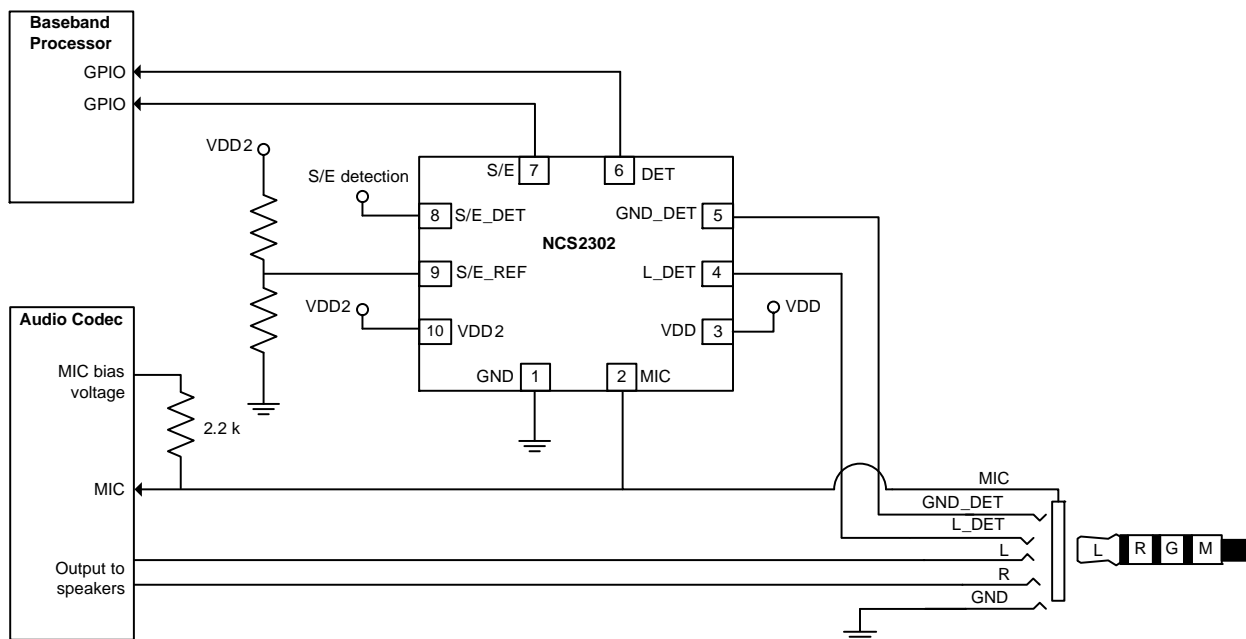 Baseband
Processor
GPIO
GPIO
VDD2
S/E detection
S/E
7
6
DET
8
S/E_DET
GND_DET
5
NCS2302
9
S/E_REF
L_DET
4
VDD2
10
VDD2
VDD
3
VDD
GND
1
2
MIC
Audio Codec
MIC bias
voltage
2.2 k
MIC
Output to
speakers
MIC
GND_DET
L_DET
L
R
GND
L
R
G
M